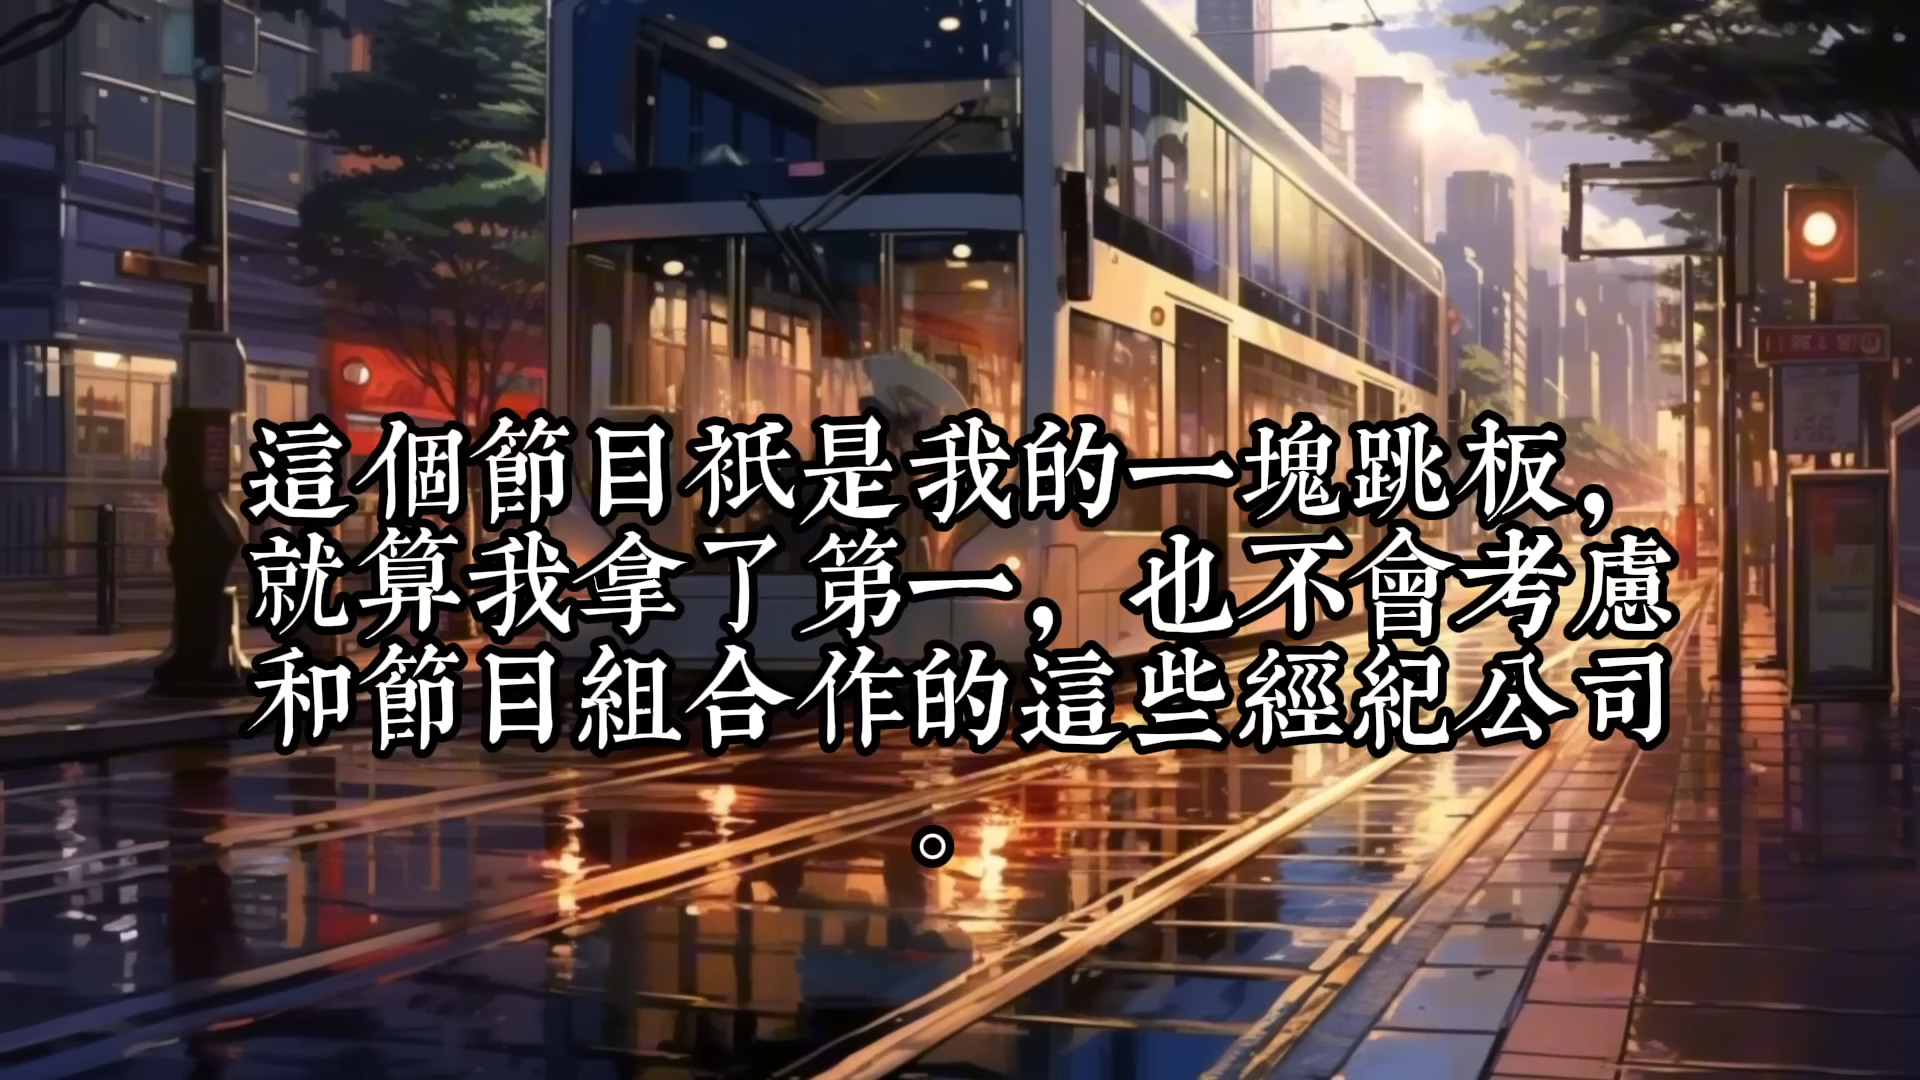 這個節目祇是我的一塊跳板，
就算我拿了第一，也不會考慮
和節目組合作的這些經紀公司
。